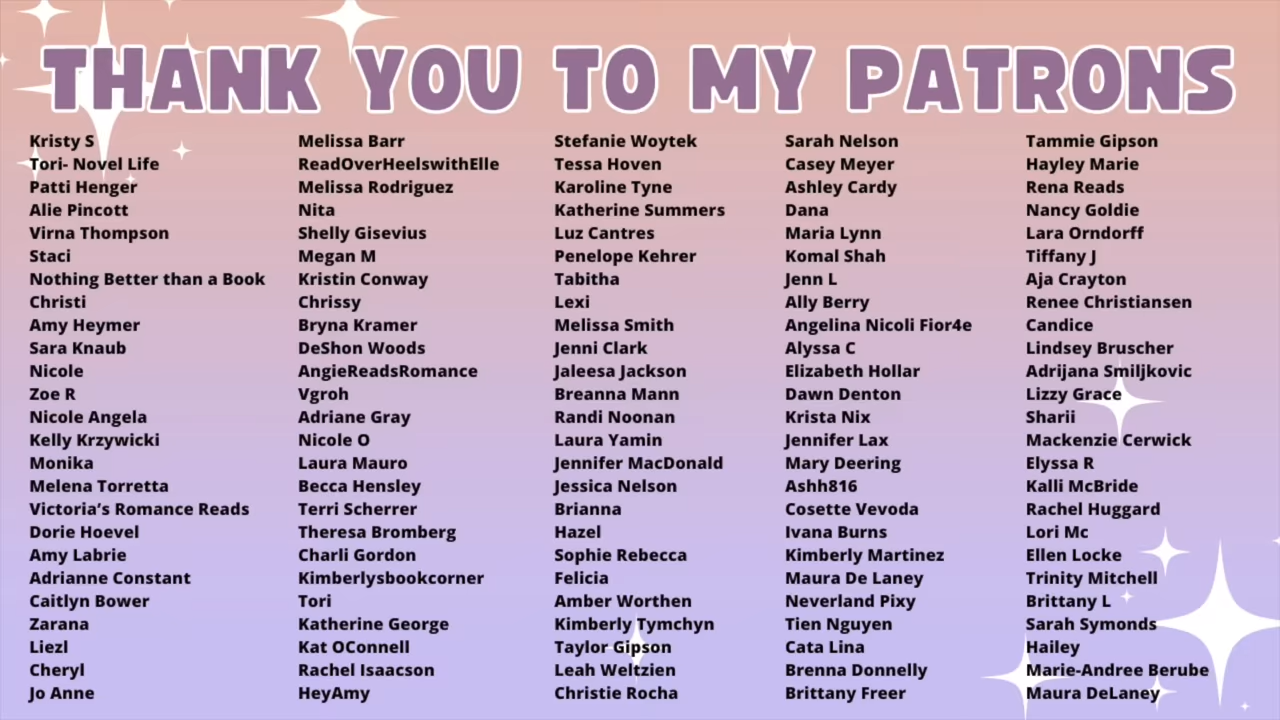 THANK YOU TO MY PATRONS
Kristy S
Tori- Novel Life
Patti Henger
Alie Pincott
Virna Thompson
Staci
Nothing Better than a Book
Christi
Amy Heymer
Sara Knaub
Nicole
Zoe R
Nicole Angela
Kelly Krzywicki
Monika
Melena Torretta
Victoria’s Romance Reads
Dorie Hoevel
Amy Labrie
Adrianne Constant
Caitlyn Bower
Zarana
Liezl
Cheryl
Jo Anne
Melissa Barr
ReadOverHeelswithElle
Melissa Rodriguez
Nita
Shelly Gisevius
Megan M
Kristin Conway
Chrissy
Bryna Kramer
DeShon Woods
AngieReadsRomance
Vgroh
Adriane Gray
Nicole O
Laura Mauro
Becca Hensley
Terri Scherrer
Theresa Bromberg
Charli Gordon
Kimberlysbookcorner
Tori
Katherine George
Kat OConnell
Rachel Isaacson
HeyAmy
Stefanie Woytek
Tessa Hoven
Karoline Tyne
Katherine Summers
Luz Cantres
Penelope Kehrer
Tabitha
Lexi
Melissa Smith
Jenni Clark
Jaleesa Jackson
Breanna Mann
Randi Noonan
Laura Yamin
Jennifer MacDonald
Jessica Nelson
Brianna
Hazel
Sophie Rebecca
Felicia
Amber Worthen
Kimberly Tymchyn
Taylor Gipson
Leah Weltzien
Christie Rocha
Sarah Nelson
Casey Meyer
Ashley Cardy
Dana
Maria Lynn
Komal Shah
Jenn L
Ally Berry
Angelina Nicoli Fior4e
Alyssa C
Elizabeth Hollar
Dawn Denton
Krista Nix
Jennifer Lax
Mary Deering
Ashh816
Cosette Vevoda
Ivana Burns
Kimberly Martinez
Maura De Laney
Neverland Pixy
Tien Nguyen
Cata Lina
Brenna Donnelly
Brittany Freer
Tammie Gipson
Hayley Marie
Rena Reads
Nancy Goldie
Lara Orndorff
Tiffany J
Aja Crayton
Renee Christiansen
Candice
Lindsey Bruscher
Adrijana Smiljkovic
Lizzy Grace
Sharii
Mackenzie Cerwick
Elyssa R
Kalli McBride
Rachel Huggard
Lori Mc
Ellen Locke
Trinity Mitchell
Brittany L
Sarah Symonds
Hailey
Marie-Andree Berube
Maura DeLaney